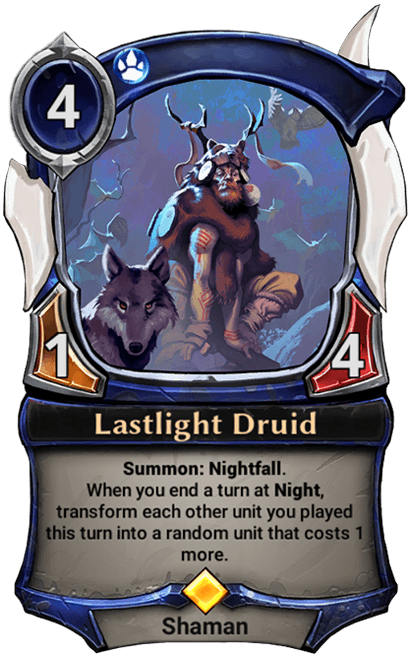 4
1
4
Lastlight Druid
Summon: Nightfall.
When you end a turn at Night,
transform each other unit you played
this turn into a random unit that costs 1
more.
Shaman